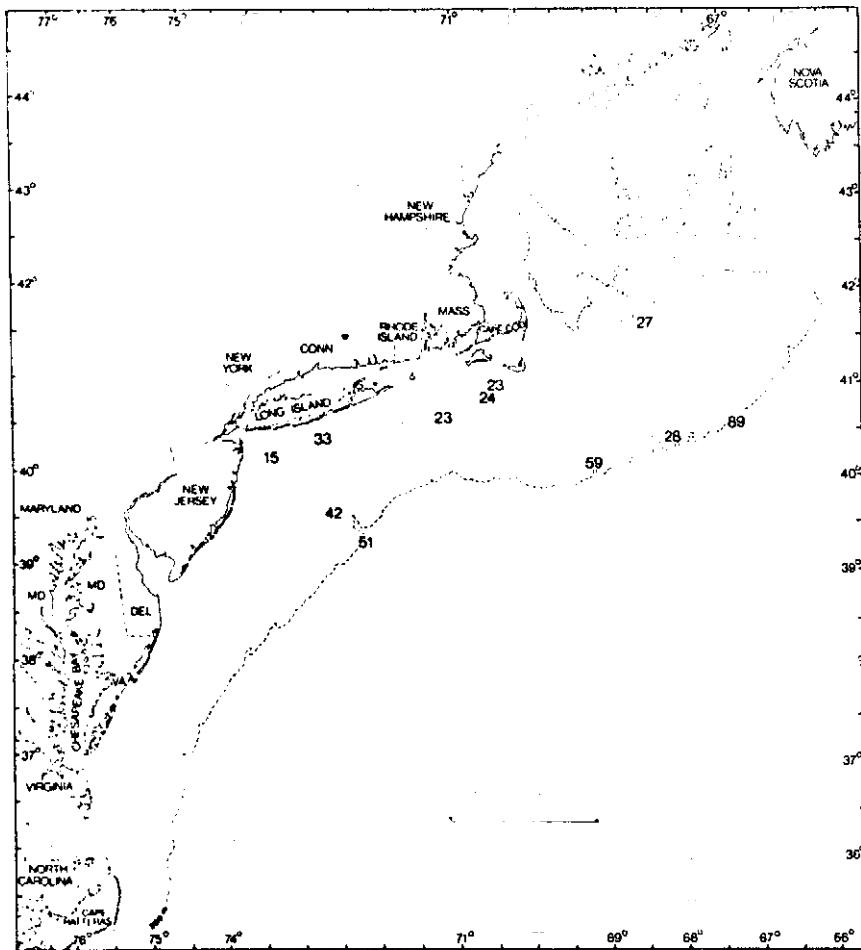 77° 75° 71° 67°
NOVA
SCOTIA
44° 44°
43° 43°
NEW
HAMPSHIRE
42° 42°
MASS
RHODE
ISLAND
CAPE COD
27
CONN
NEW
YORK
41° 41°
LONG ISLAND
23
24
23
89
33
28
15
59
40° 40°
NEW
JERSEY
MARYLAND
42
51
39° 39°
MD
MD
DEL
38°
VA
CHESAPEAKE BAY
37° 37°
VIRGINIA
36°
NORTH
CAROLINA
CAPE
HATTERAS
76° 75° 74° 71° 69° 68° 67° 66°